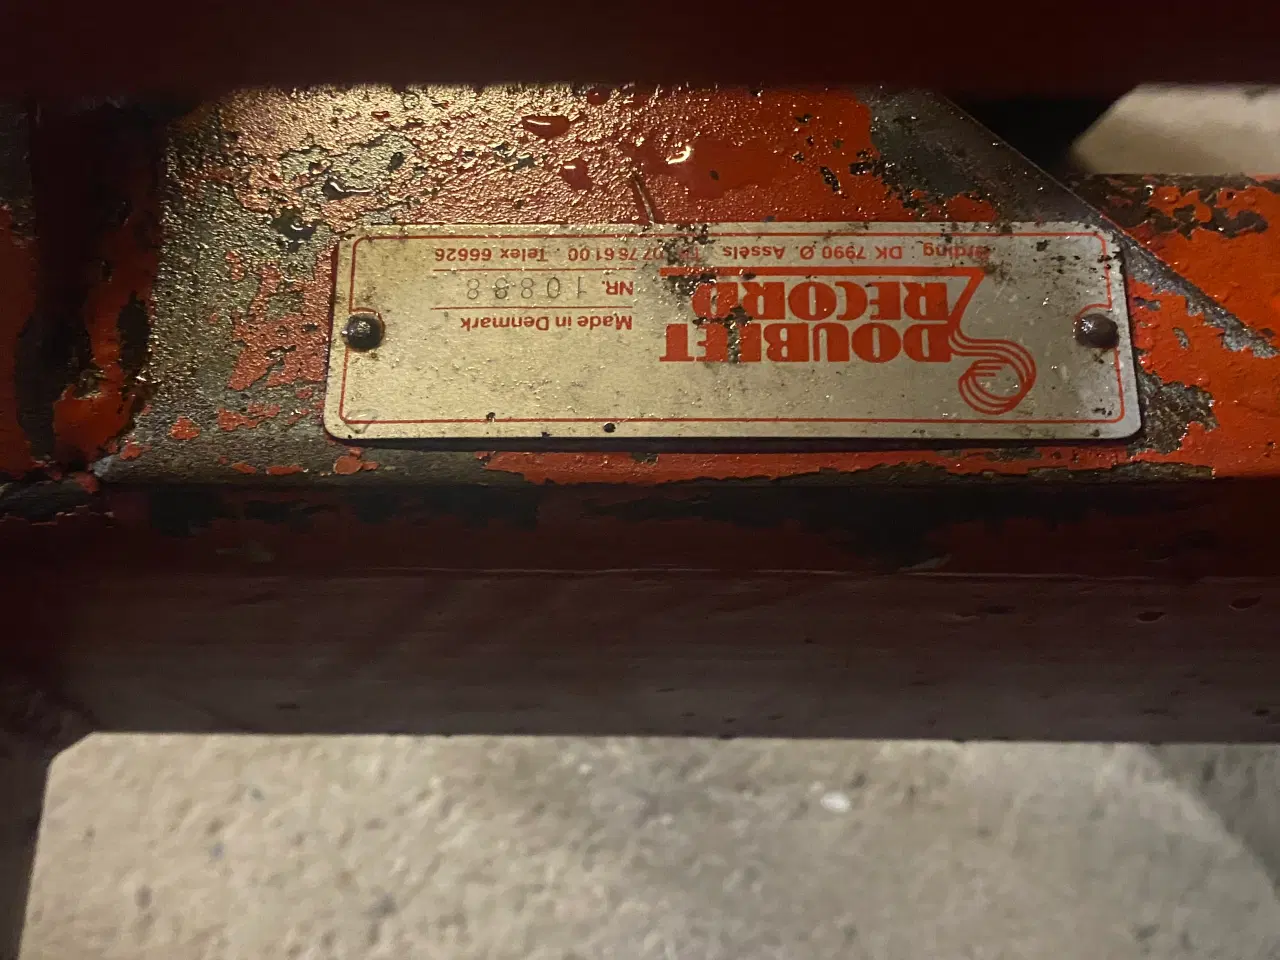 DOUBLET
RECORD
Made in Denmark
NR.
DK 7990 Ø. Assels. 07 76 61 00 . Telex 66626